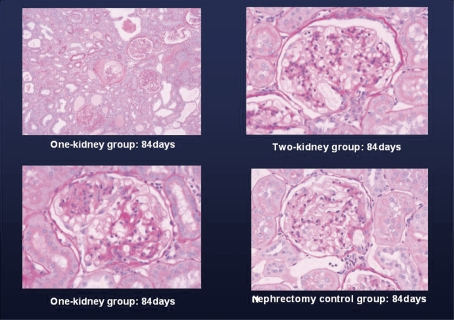 One-kidney group: 84days
Two-kidney group: 84days
One-kidney group: 84days
Nephrectomy control group: 84days